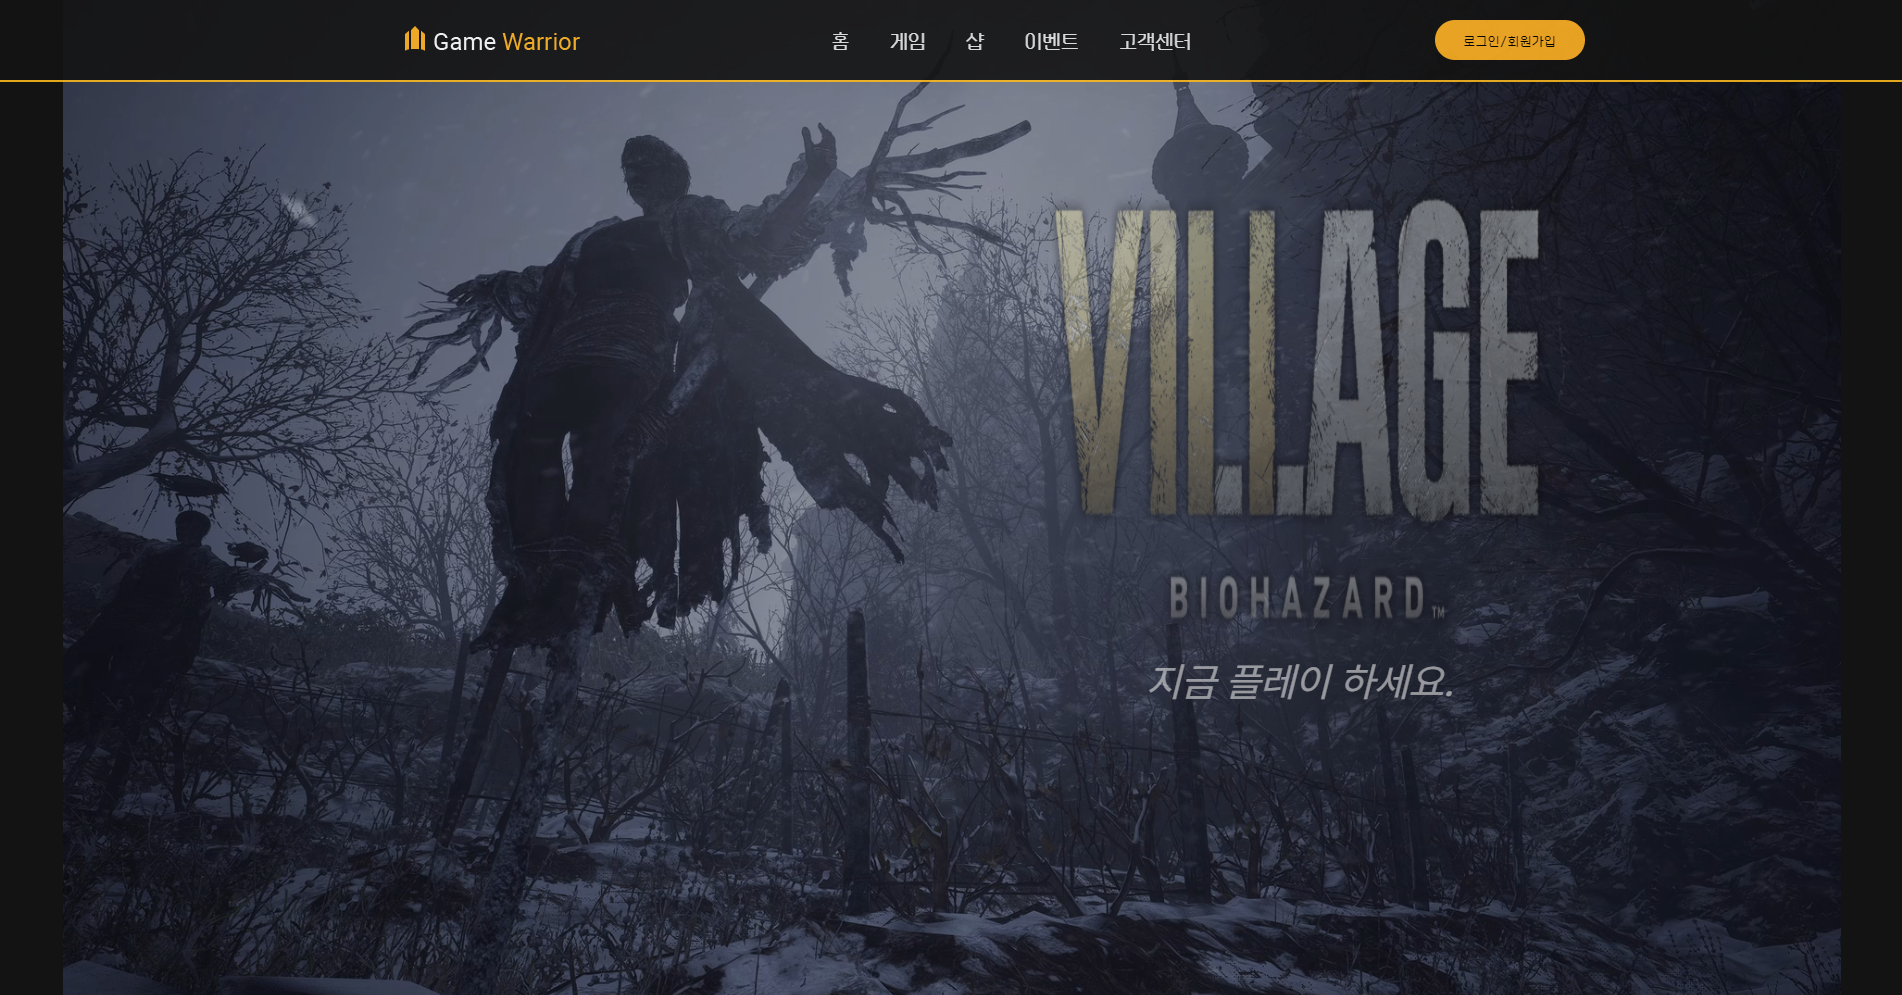 Game Warrior
홈 게임 샵 이벤트 고객센터
로그인/회원가입
VILLAGE
BIOHAZARD™
지금 플레이 하세요.